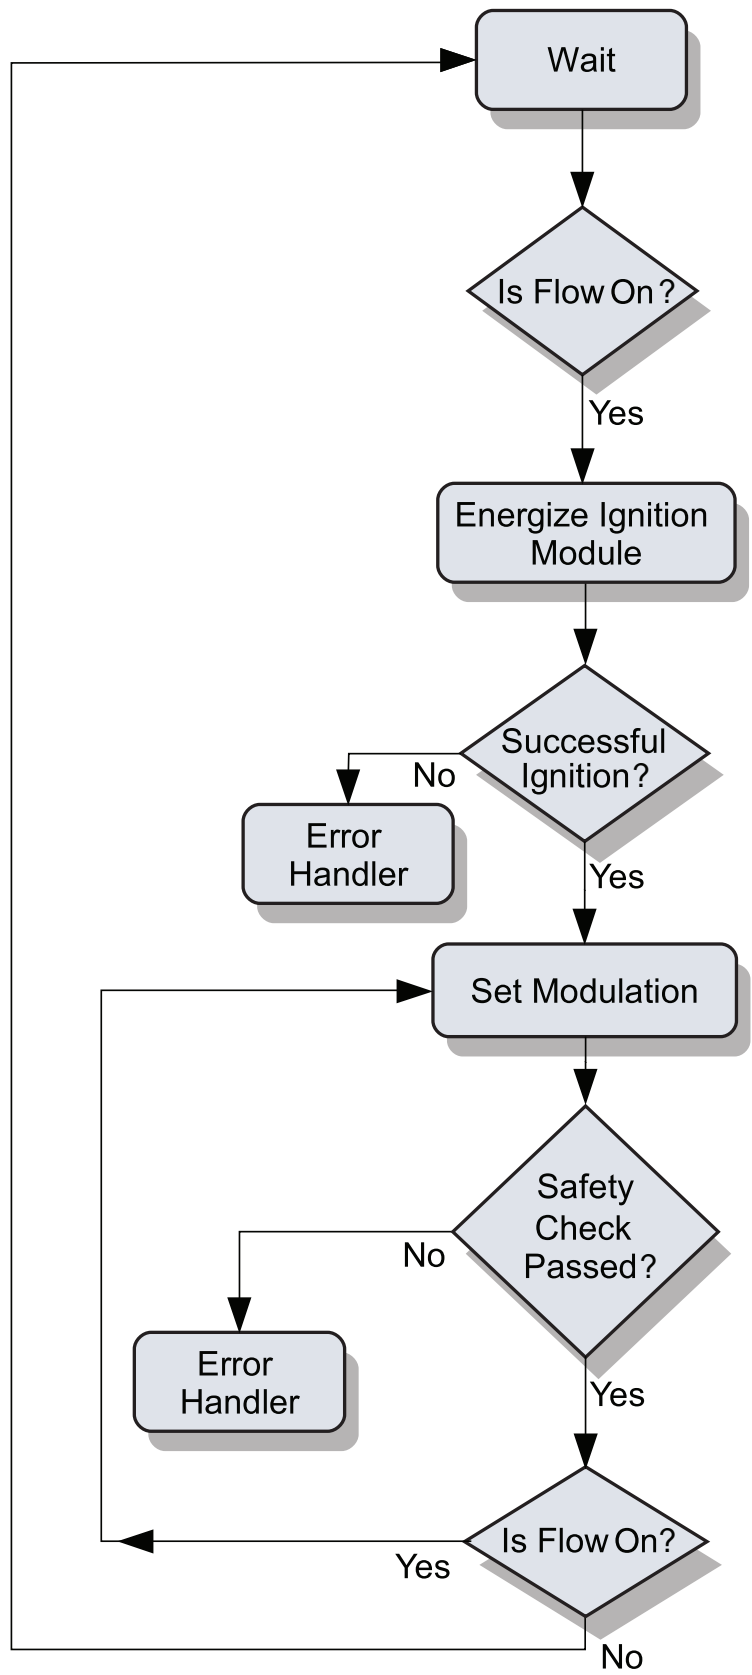 Wait
Is Flow On?
Yes
Energize Ignition
Module
Successful
Ignition?
No
Error
Handler
Yes
Set Modulation
Safety
Check
Passed?
No
Error
Handler
Yes
Is Flow On?
Yes
No